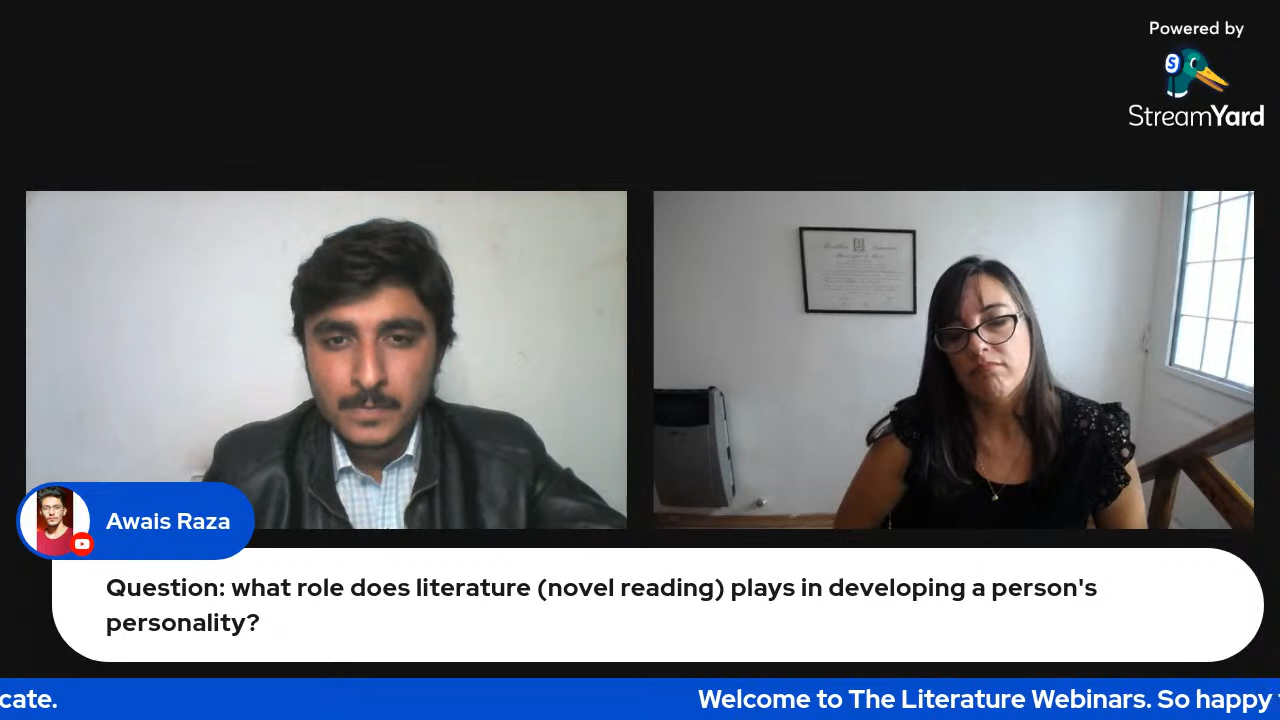 Powered by
StreamYard
Awais Raza
Question: what role does literature (novel reading) plays in developing a person's
personality?
cate.
Welcome to The Literature Webinars. So happy